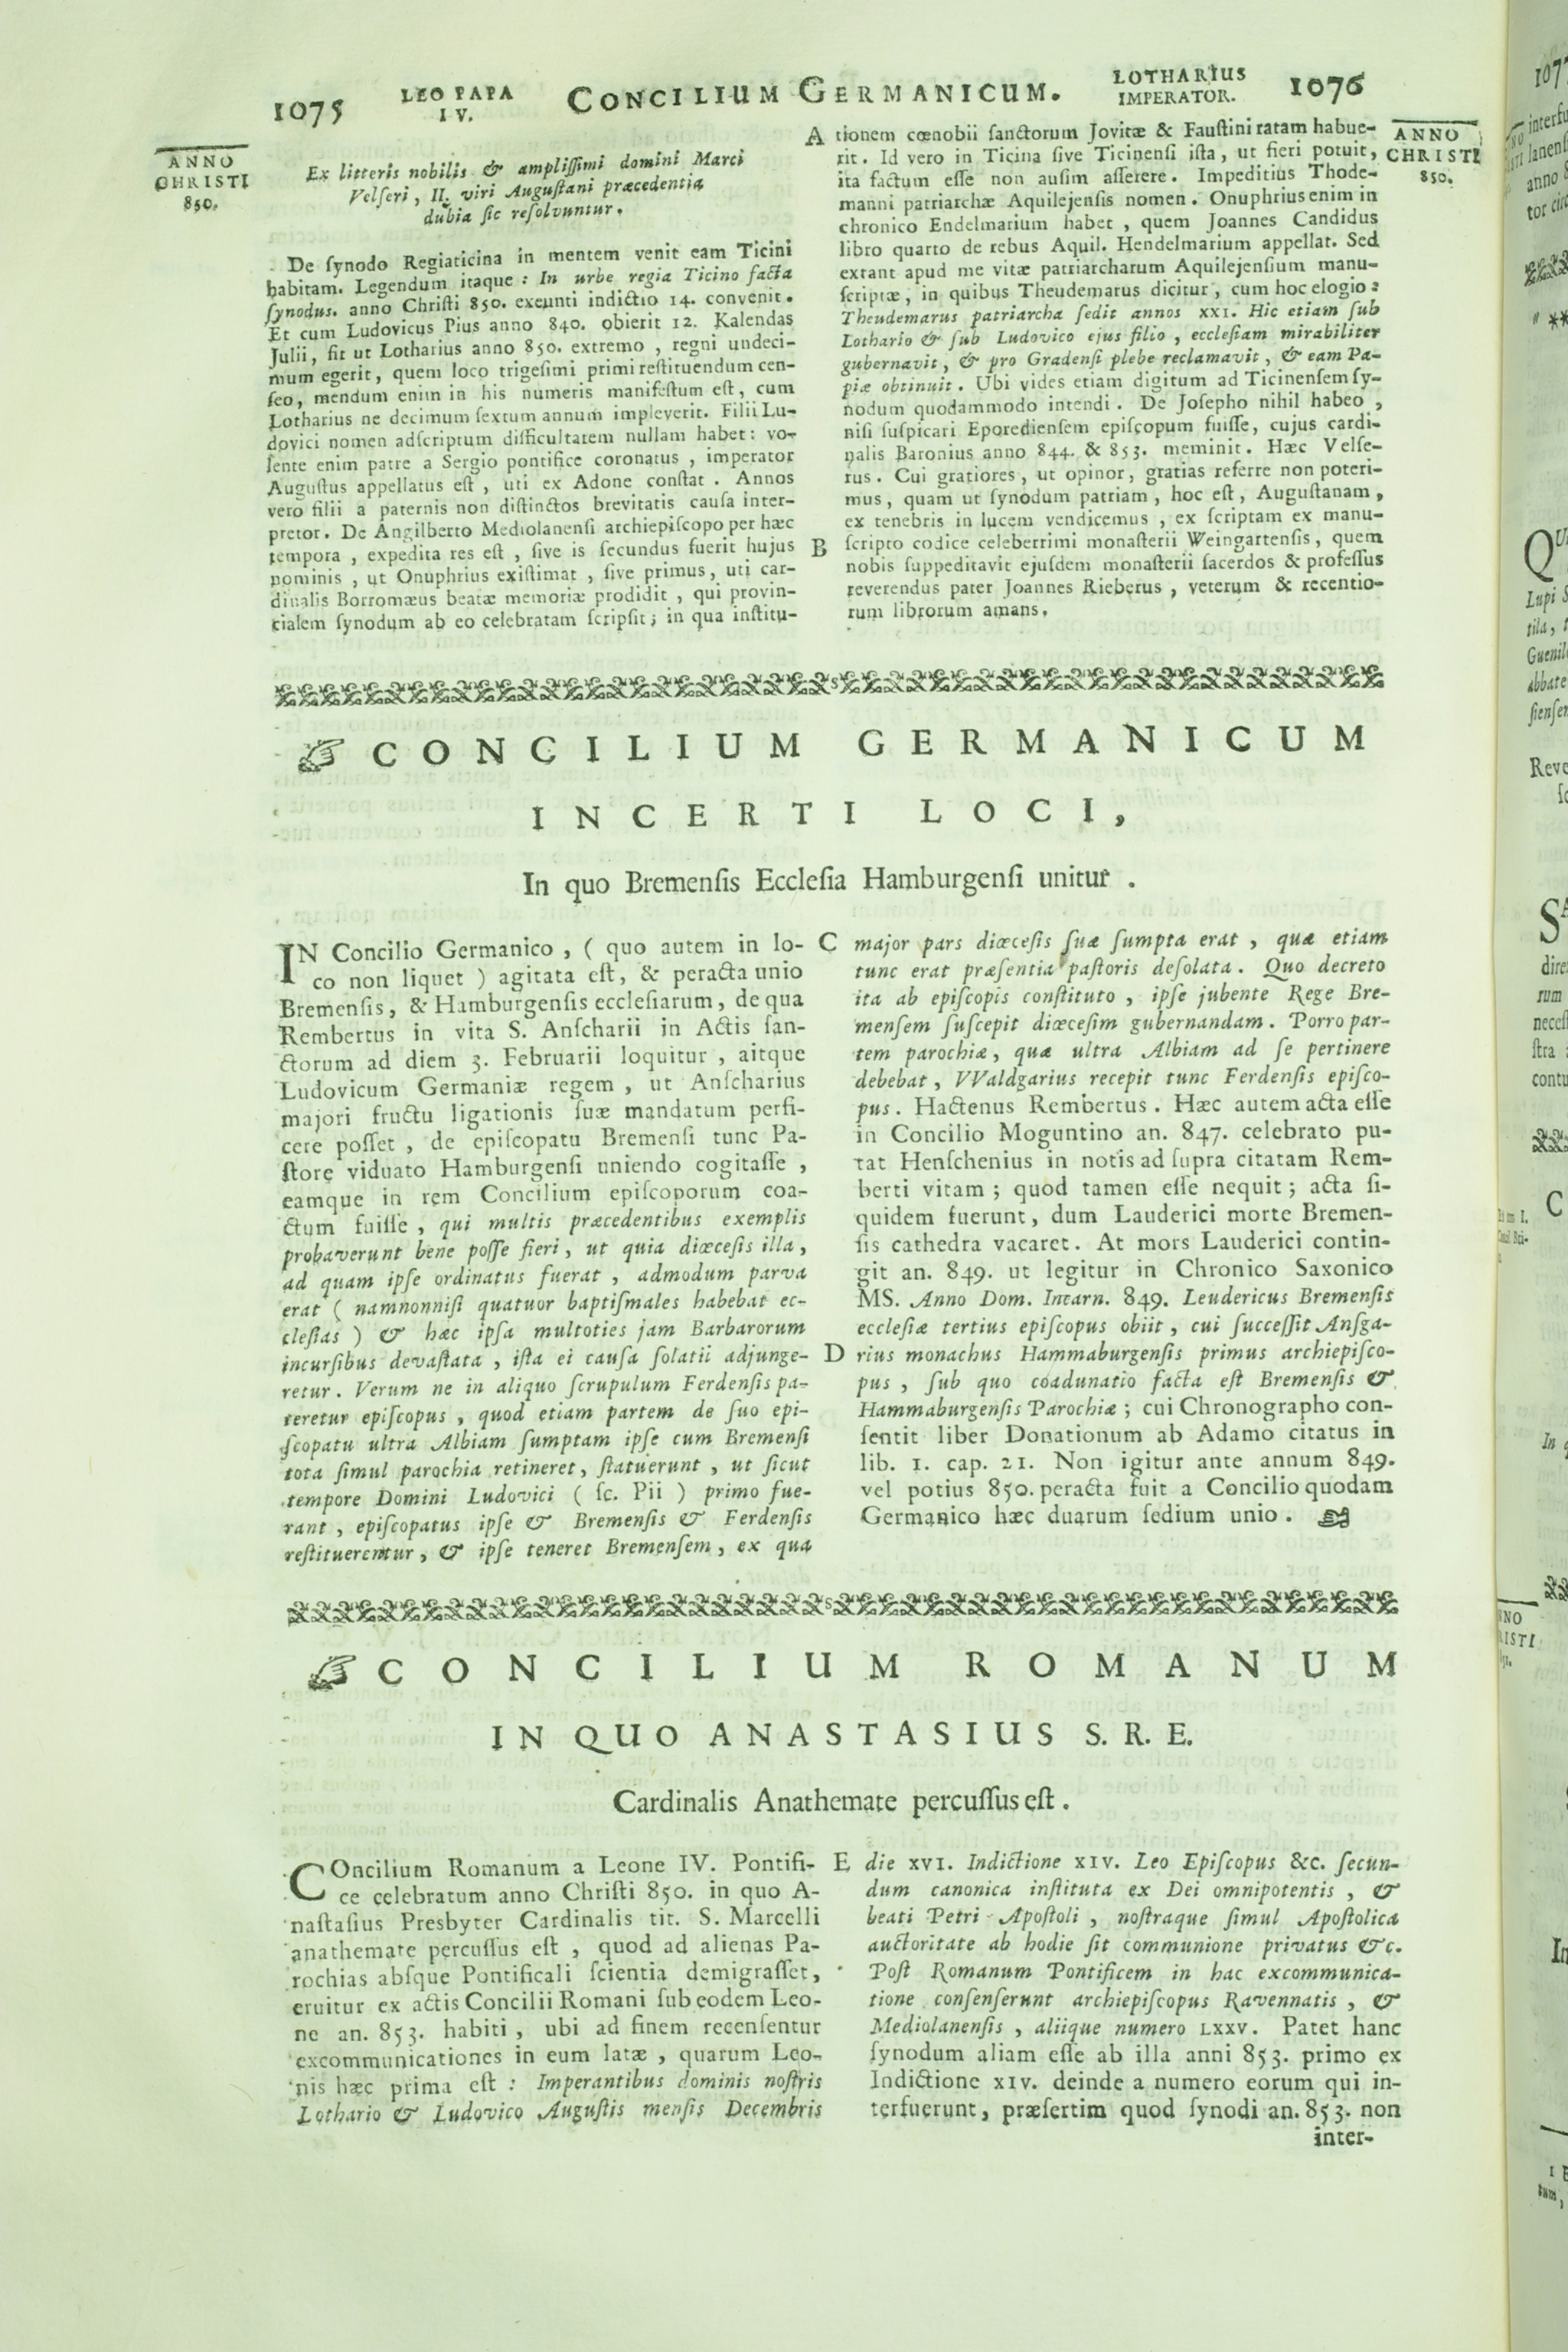 1075
LEO PAPA
IV.
CONCILIUM GERMANICUM.
LOTHARIUS
IMPERATOR.
1076
ANNO
CHRISTI
850.
Ex litteris nobilis & ampliſſimi domini Marci
Velſeri, II. viri Auguſtani præcedentia
dubia ſic reſolvuntur.
De ſynodo Regiaticina in mentem venit eam Ticini
habitam. Legendum itaque: In urbe regia Ticino facta
ſynodus. anno Chriſti 850. exeunti indictio 14. convenit.
Et cum Ludovicus Pius anno 840. obierit 12. Kalendas
Julii, fit ut Lotharius anno 850. extremo, regni undeci-
mum egerit, quem loco trigeſimi primi reſtituendum cen-
ſeo, mendum enim in his numeris manifeſtum eſt, cum
Lotharius ne decimum ſextum annum impleverit. Filii Lu-
dovici nomen adſcriptum difficultatem nullam habet: vo-
lente enim patre a Sergio pontifice coronatus, imperator
Auguſtus appellatus eſt, uti ex Adone conſtat. Annos
vero filii a paternis non diſtinctos brevitatis cauſa inter-
pretor. De Angilberto Mediolanenſi archiepiſcopo per hæc
tempora, expedita res eſt, ſive is ſecundus fuerit hujus
nominis, ut Onuphrius exiſtimat, ſive primus, uti car-
dinalis Borromæus beatæ memoriæ prodidit, qui provin-
cialem ſynodum ab eo celebratam ſcripſit; in qua inſtitu-
A
B
tionem cœnobii ſanctorum Jovitæ & Fauſtini ratam habue-
rit. Id vero in Ticina ſive Ticinenſi iſta, ut fieri potuit,
ita factum eſſe non auſim aſſerere. Impeditius Thode-
manni patriarchæ Aquilejenſis nomen. Onuphrius enim in
chronico Endelmarium habet, quem Joannes Candidus
libro quarto de rebus Aquil. Hendelmarium appellat. Sed
extant apud me vitæ patriarcharum Aquilejenſium manu-
ſcriptæ, in quibus Theudemarus dicitur, cum hoc elogio:
Theudemarus patriarcha ſedit annos XXI. Hic etiam ſub
Lothario & ſub Ludovico ejus filio, eccleſiam mirabiliter
gubernavit, & pro Gradenſi plebe reclamavit, & eam Pa-
piæ obtinuit. Ubi vides etiam digitum ad Ticinenſem ſy-
nodum quodammodo intendi. De Joſepho nihil habeo,
niſi ſuſpicari Eporedienſem epiſcopum fuiſſe, cujus cardi-
nalis Baronius anno 844. & 853. meminit. Hæc Velſe-
rus. Cui gratiores, ut opinor, gratias referre non poteri-
mus, quam ut ſynodum patriam, hoc eſt, Auguſtanam,
ex tenebris in lucem vendicemus, ex ſcriptam ex manu-
ſcripto codice celeberrimi monaſterii Weingartenſis, quem
nobis ſuppeditavit ejuſdem monaſterii ſacerdos & profeſſus
reverendus pater Joannes Rieberus, veterum & recentio-
rum librorum amans.
ANNO
CHRISTI
850.
☞ CONCILIUM GERMANICUM
INCERTI LOCI,
In quo Bremenſis Eccleſia Hamburgenſi unitur.
IN Concilio Germanico, (quo autem in lo-
co non liquet) agitata eſt, & peracta unio
Bremenſis, & Hamburgenſis eccleſiarum, de qua
Rembertus in vita S. Anſcharii in Actis ſan-
ctorum ad diem 3. Februarii loquitur, aitque
Ludovicum Germaniæ regem, ut Anſcharius
majori fructu ligationis ſuæ mandatum perfi-
cere poſſet, de epiſcopatu Bremenſi tunc Pa-
ſtore viduato Hamburgenſi uniendo cogitaſſe,
eamque in rem Concilium epiſcoporum coa-
ctum fuiſſe, qui multis præcedentibus exemplis
probaverunt bene poſſe fieri, ut quia diœceſis illa,
ad quam ipſe ordinatus fuerat, admodum parva
erat (namnonniſi quatuor baptiſmales habebat ec-
cleſias) & hæc ipſa multoties jam Barbarorum
incurſibus devaſtata, iſta ei cauſa ſolatii adjunge-
retur. Verum ne in aliquo ſcrupulum Ferdenſis pa-
teretur epiſcopus, quod etiam partem de ſuo epi-
ſcopatu ultra Albiam ſumptam ipſe cum Bremenſi
tota ſimul parochia retineret, ſtatuerunt, ut ſicut
tempore Domini Ludovici (ſc. Pii) primo fue-
rant, epiſcopatus ipſe & Bremenſis & Ferdenſis
reſtituerentur, & ipſe teneret Bremenſem, ex qua
C
D
major pars diœceſis ſuæ ſumpta erat, quæ etiam
tunc erat præſentia paſtoris deſolata. Quo decreto
ita ab epiſcopis conſtituto, ipſe jubente Rege Bre-
menſem ſuſcepit diœceſim gubernandam. Porro par-
tem parochiæ, quæ ultra Albiam ad ſe pertinere
debebat, VValdgarius recepit tunc Ferdenſis epiſco-
pus. Hactenus Rembertus. Hæc autem acta eſſe
in Concilio Moguntino an. 847. celebrato pu-
tat Henſchenius in notis ad ſupra citatam Rem-
berti vitam; quod tamen eſſe nequit; acta ſi-
quidem fuerunt, dum Lauderici morte Bremen-
ſis cathedra vacaret. At mors Lauderici contin-
git an. 849. ut legitur in Chronico Saxonico
MS. Anno Dom. Incarn. 849. Leudericus Bremenſis
eccleſiæ tertius epiſcopus obiit, cui ſucceſſit Anſga-
rius monachus Hammaburgenſis primus archiepiſco-
pus, ſub quo coadunatio facta eſt Bremenſis &
Hammaburgenſis Parochiæ; cui Chronographo con-
ſentit liber Donationum ab Adamo citatus in
lib. 1. cap. 21. Non igitur ante annum 849.
vel potius 850. peracta fuit a Concilio quodam
Germanico hæc duarum ſedium unio. ☜
☞ CONCILIUM ROMANUM
IN QUO ANASTASIUS S. R. E.
Cardinalis Anathemate percuſſus eſt.
COncilium Romanum a Leone IV. Pontifi-
ce celebratum anno Chriſti 850. in quo A-
naſtaſius Presbyter Cardinalis tit. S. Marcelli
anathemate percuſſus eſt, quod ad alienas Pa-
rochias abſque Pontificali ſcientia demigraſſet,
eruitur ex actis Concilii Romani ſub eodem Leo-
ne an. 853. habiti, ubi ad finem recenſentur
excommunicationes in eum latæ, quarum Leo-
nis hæc prima eſt: Imperantibus dominis noſtris
Lothario & Ludovico Auguſtis menſis Decembris
E
die XVI. Indictione XIV. Leo Epiſcopus &c. ſecun-
dum canonica inſtituta ex Dei omnipotentis, &
beati Petri Apoſtoli, noſtraque ſimul Apoſtolica
auctoritate ab hodie ſit communione privatus &c.
Poſt Romanum Pontificem in hac excommunica-
tione conſenſerunt archiepiſcopus Ravennatis, &
Mediolanenſis, aliique numero LXXV. Patet hanc
ſynodum aliam eſſe ab illa anni 853. primo ex
Indictione XIV. deinde a numero eorum qui in-
terfuerunt, præſertim quod ſynodi an. 853. non
inter-